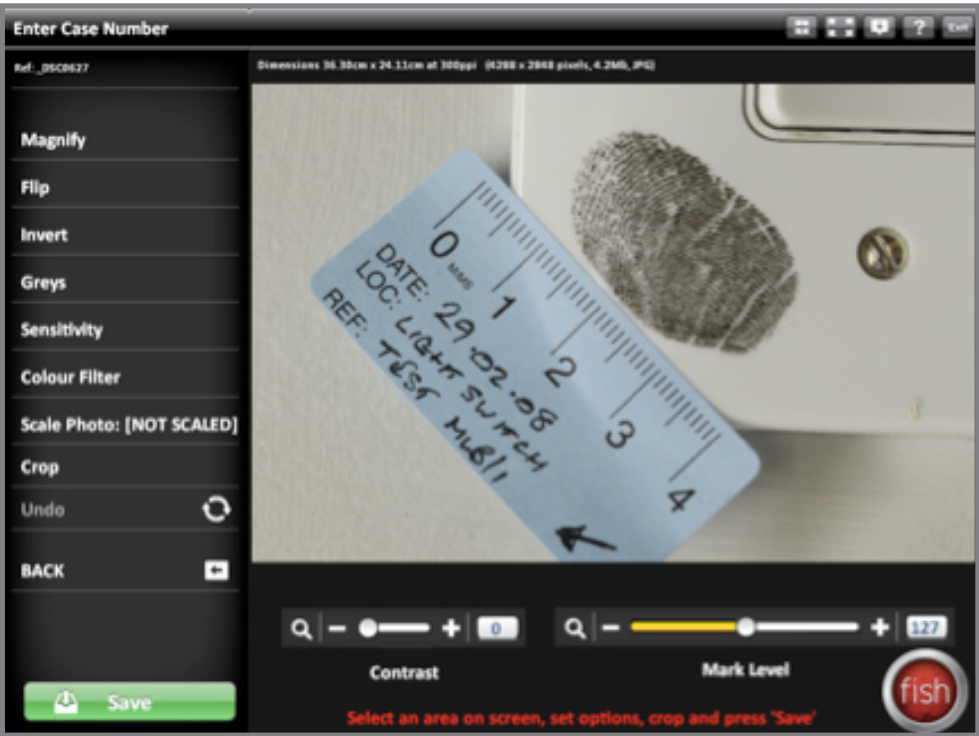 Enter Case Number
Exit
Ref: _DSC0627
Dimensions 36.30cm x 24.11cm at 300ppi (4288 x 2848 pixels, 4.2Mb, JPG)
Magnify
Flip
Invert
Greys
Sensitivity
Colour Filter
Scale Photo: [NOT SCALED]
Crop
Undo
BACK
Save
0 1 2 3 4
MMS
DATE: 29.02.08
LOC: LIGHT SWITCH
REF: TEST MLB/1
0
127
Contrast
Mark Level
Select an area on screen, set options, crop and press 'Save'
fish